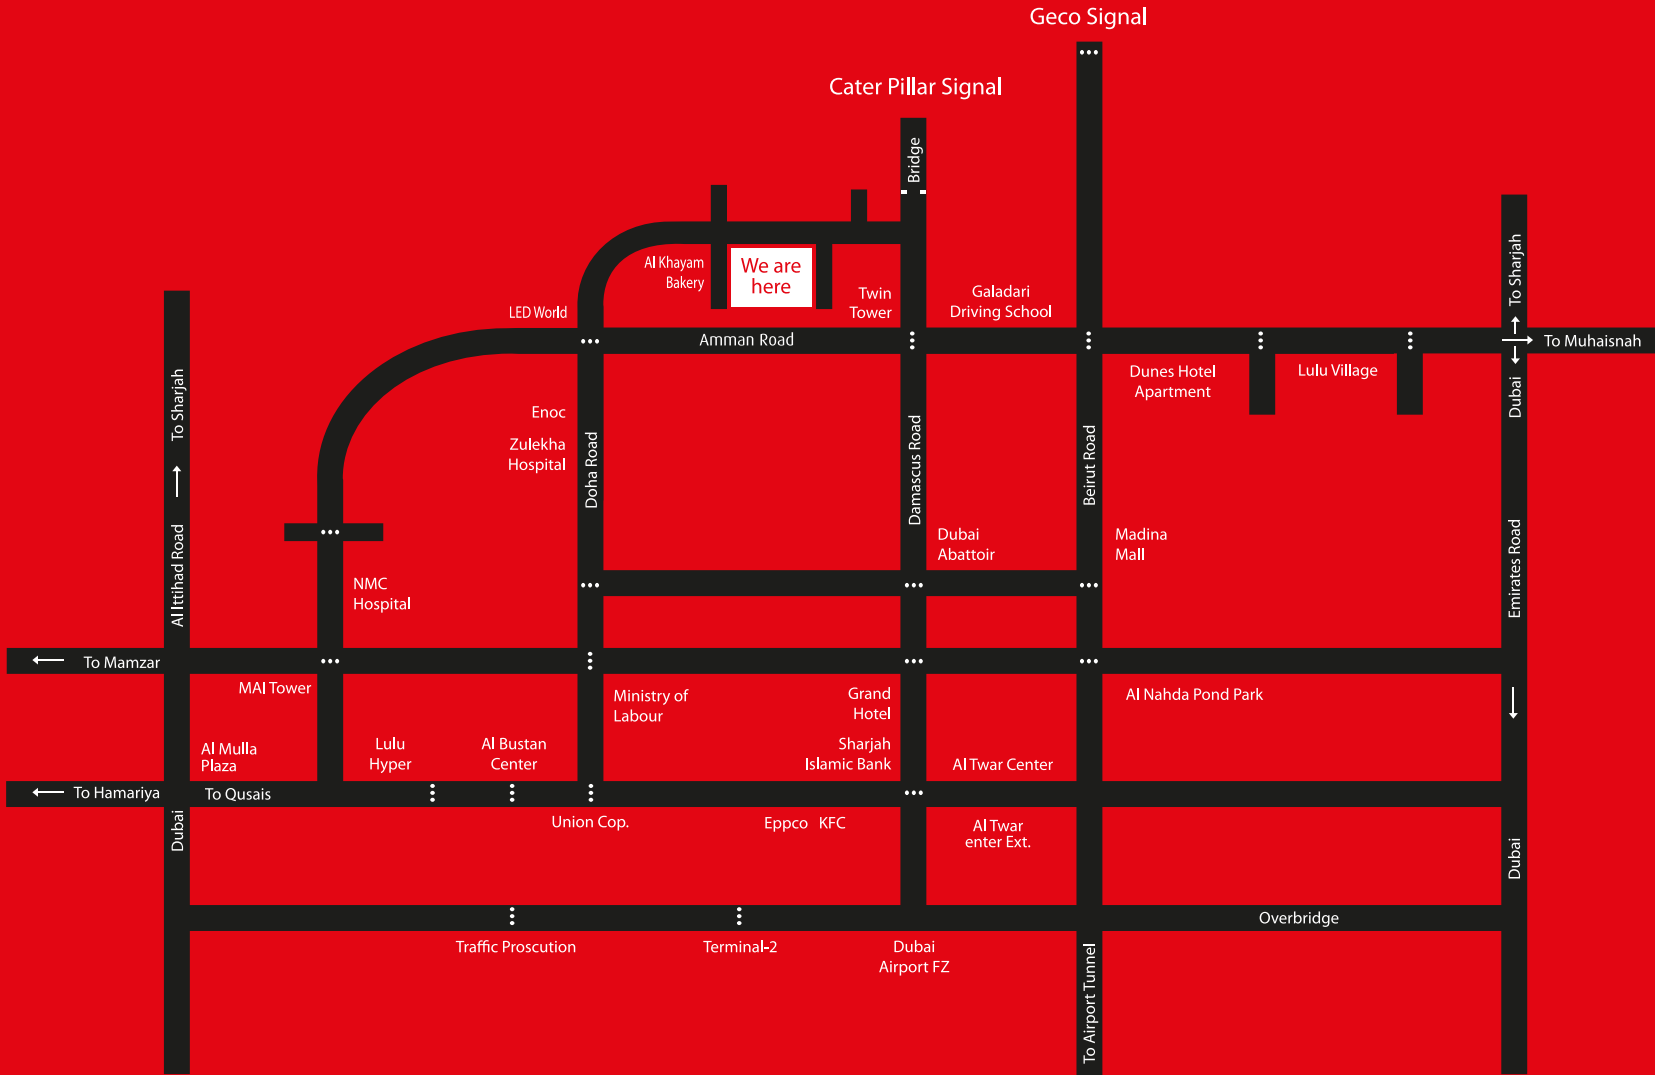 Geco Signal
Cater Pillar Signal
Bridge
Al Khayam
Bakery
We are
here
Twin
Tower
Galadari
Driving School
To Sharjah
LED World
Amman Road
To Muhaisnah
Dunes Hotel
Apartment
Lulu Village
Dubai
To Sharjah
Enoc
Zulekha
Hospital
Doha Road
Damascus Road
Beirut Road
Dubai
Abattoir
Madina
Mall
Al Ittihad Road
Emirates Road
NMC
Hospital
To Mamzar
MAI Tower
Ministry of
Labour
Grand
Hotel
Al Nahda Pond Park
Al Mulla
Plaza
Lulu
Hyper
Al Bustan
Center
Sharjah
Islamic Bank
Al Twar Center
To Hamariya
To Qusais
Dubai
Union Cop.
Eppco KFC
Al Twar
enter Ext.
Dubai
Overbridge
Traffic Proscution
Terminal-2
Dubai
Airport FZ
To Airport Tunnel